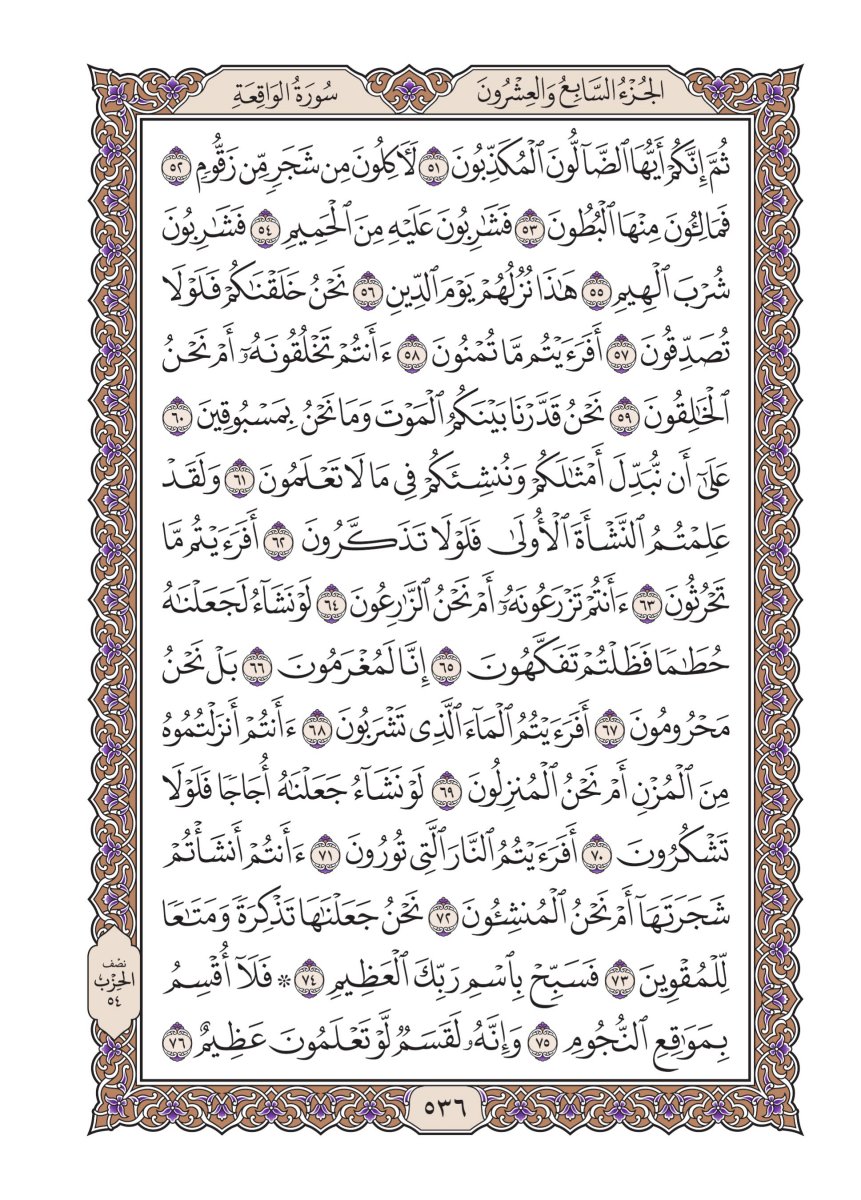 الجُزْءُ السَّابِعُ وَالعِشْرُونَ
سُورَةُ الوَاقِعَةِ
ثُمَّ إِنَّكُمْ أَيُّهَا ٱلضَّآلُّونَ ٱلْمُكَذِّبُونَ ٥١ لَأٓكِلُونَ مِن شَجَرٍ مِّن زَقُّومٍ ٥٢
فَمَالِـُٔونَ مِنْهَا ٱلْبُطُونَ ٥٣ فَشَٰرِبُونَ عَلَيْهِ مِنَ ٱلْحَمِيمِ ٥٤ فَشَٰرِبُونَ
شُرْبَ ٱلْهِيمِ ٥٥ هَٰذَا نُزُلُهُمْ يَوْمَ ٱلدِّينِ ٥٦ نَحْنُ خَلَقْنَٰكُمْ فَلَوْلَا
تُصَدِّقُونَ ٥٧ أَفَرَءَيْتُم مَّا تُمْنُونَ ٥٨ ءَأَنتُمْ تَخْلُقُونَهُۥٓ أَمْ نَحْنُ
ٱلْخَٰلِقُونَ ٥٩ نَحْنُ قَدَّرْنَا بَيْنَكُمُ ٱلْمَوْتَ وَمَا نَحْنُ بِمَسْبُوقِينَ ٦٠
عَلَىٰٓ أَن نُّبَدِّلَ أَمْثَٰلَكُمْ وَنُنشِئَكُمْ فِي مَا لَا تَعْلَمُونَ ٦١ وَلَقَدْ
عَلِمْتُمُ ٱلنَّشْأَةَ ٱلْأُولَىٰ فَلَوْلَا تَذَكَّرُونَ ٦٢ أَفَرَءَيْتُم مَّا
تَحْرُثُونَ ٦٣ ءَأَنتُمْ تَزْرَعُونَهُۥٓ أَمْ نَحْنُ ٱلزَّٰرِعُونَ ٦٤ لَوْ نَشَآءُ لَجَعَلْنَٰهُ
حُطَٰمًا فَظَلْتُمْ تَفَكَّهُونَ ٦٥ إِنَّا لَمُغْرَمُونَ ٦٦ بَلْ نَحْنُ
مَحْرُومُونَ ٦٧ أَفَرَءَيْتُمُ ٱلْمَآءَ ٱلَّذِي تَشْرَبُونَ ٦٨ ءَأَنتُمْ أَنزَلْتُمُوهُ
مِنَ ٱلْمُزْنِ أَمْ نَحْنُ ٱلْمُنزِلُونَ ٦٩ لَوْ نَشَآءُ جَعَلْنَٰهُ أُجَاجًا فَلَوْلَا
تَشْكُرُونَ ٧٠ أَفَرَءَيْتُمُ ٱلنَّارَ ٱلَّتِي تُورُونَ ٧١ ءَأَنتُمْ أَنشَأْتُمْ
شَجَرَتَهَآ أَمْ نَحْنُ ٱلْمُنشِـُٔونَ ٧٢ نَحْنُ جَعَلْنَٰهَا تَذْكِرَةً وَمَتَٰعًا
لِّلْمُقْوِينَ ٧٣ فَسَبِّحْ بِٱسْمِ رَبِّكَ ٱلْعَظِيمِ ٧٤ * فَلَآ أُقْسِمُ
بِمَوَٰقِعِ ٱلنُّجُومِ ٧٥ وَإِنَّهُۥ لَقَسَمٌ لَّوْ تَعْلَمُونَ عَظِيمٌ ٧٦
نصف
الحِزْب
٥٤
٥٣٦